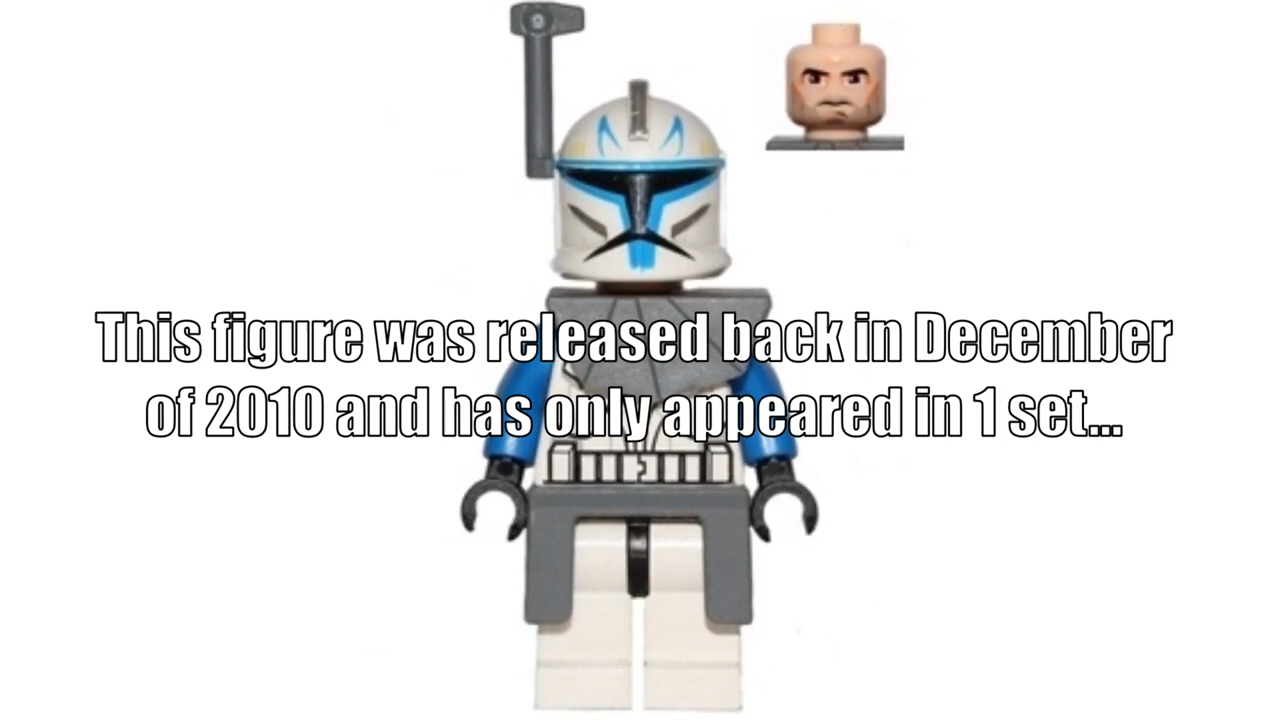 This figure was released back in December
of 2010 and has only appeared in 1 set...